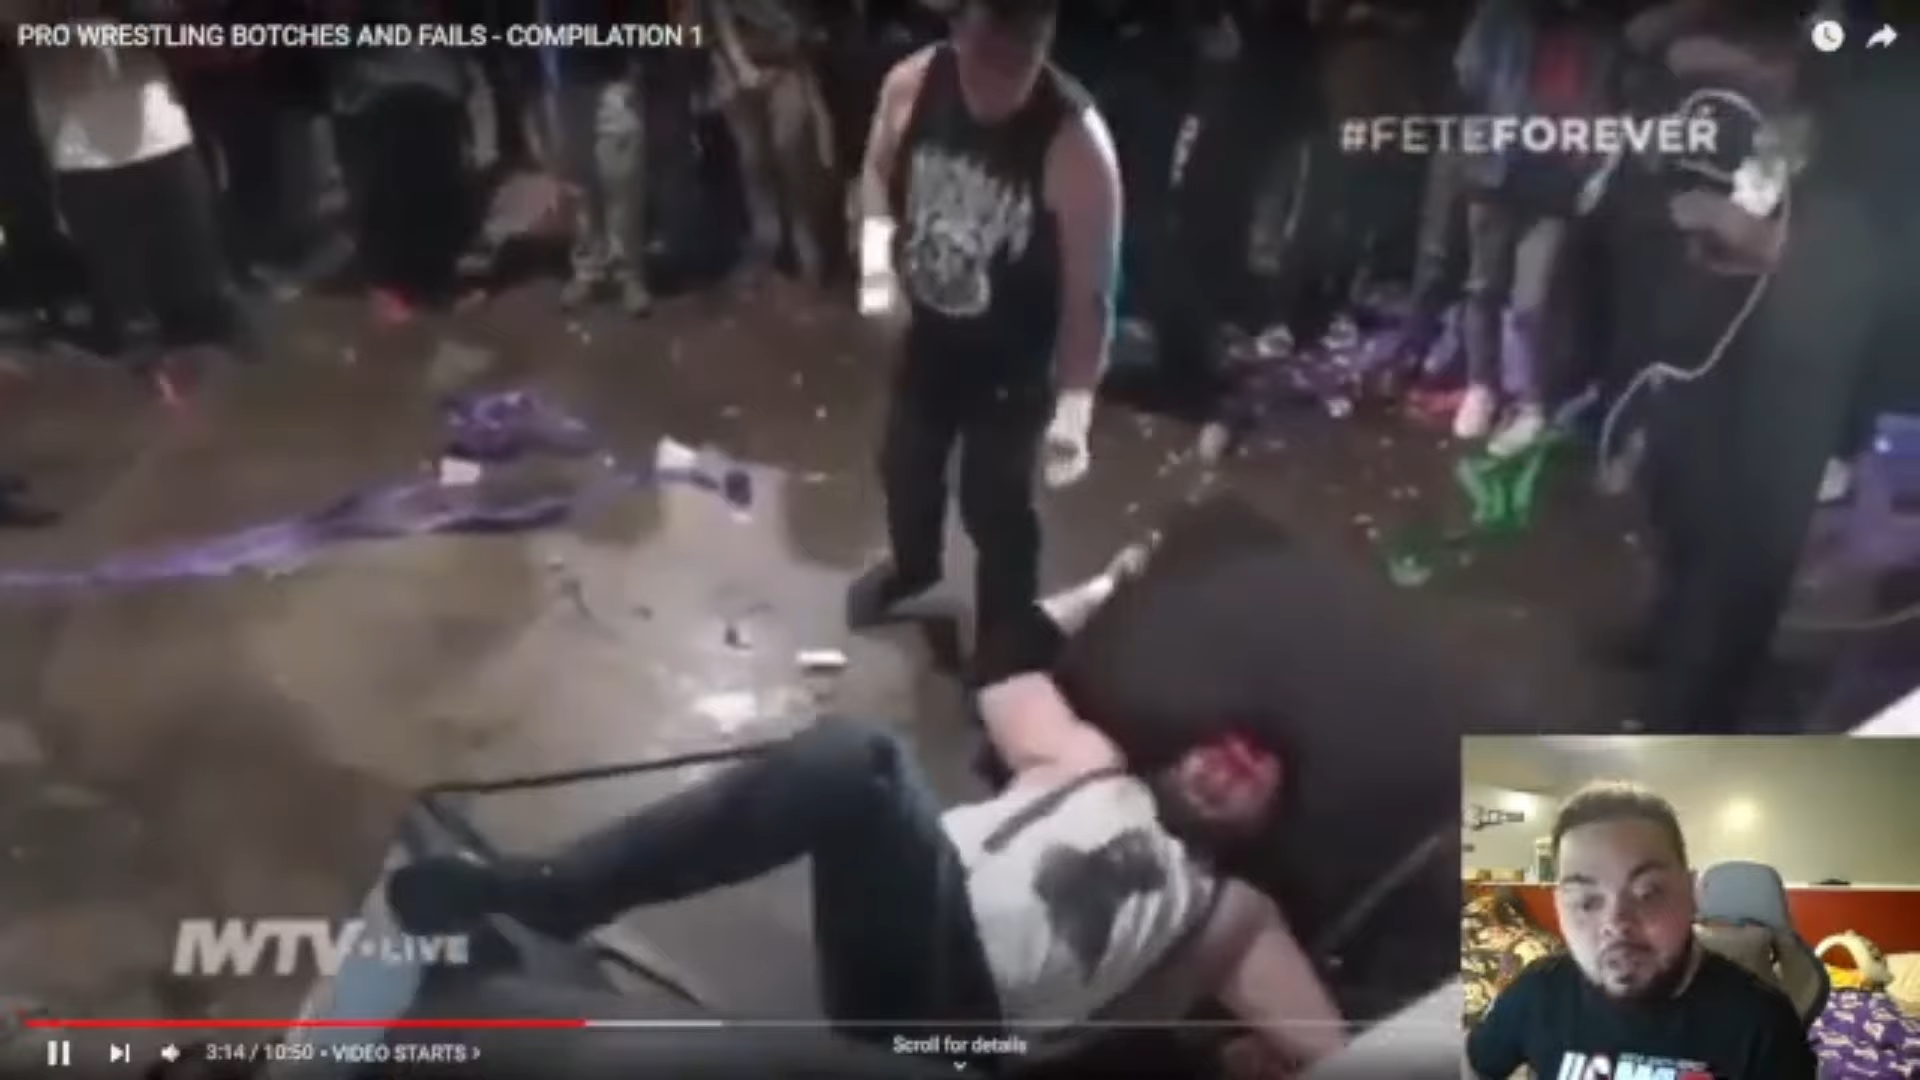 PRO WRESTLING BOTCHES AND FAILS - COMPILATION 1
#FETEFOREVER
IWTV•LIVE
3:14 / 10:50 • VIDEO STARTS >
Scroll for details